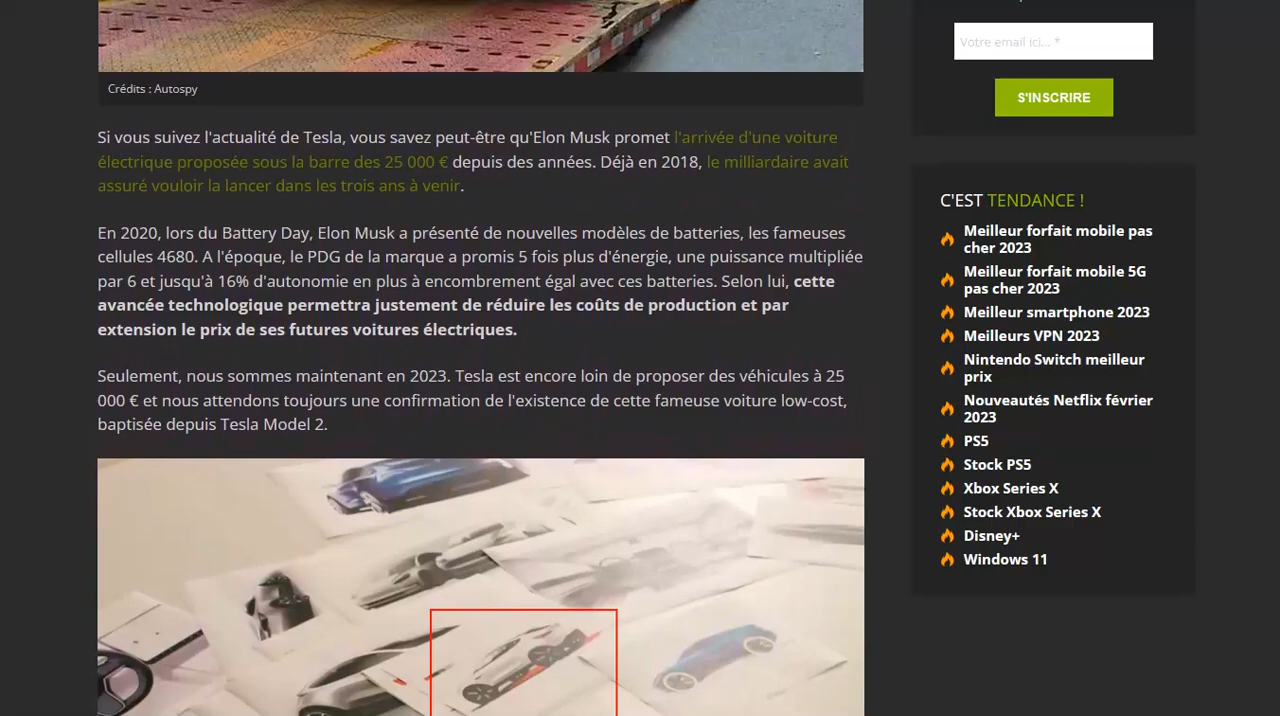 Votre email ici... *
S'INSCRIRE
Crédits : Autospy
Si vous suivez l'actualité de Tesla, vous savez peut-être qu'Elon Musk promet l'arrivée d'une voiture
électrique proposée sous la barre des 25 000 € depuis des années. Déjà en 2018, le milliardaire avait
assuré vouloir la lancer dans les trois ans à venir.
En 2020, lors du Battery Day, Elon Musk a présenté de nouvelles modèles de batteries, les fameuses
cellules 4680. A l'époque, le PDG de la marque a promis 5 fois plus d'énergie, une puissance multipliée
par 6 et jusqu'à 16% d'autonomie en plus à encombrement égal avec ces batteries. Selon lui, cette
avancée technologique permettra justement de réduire les coûts de production et par
extension le prix de ses futures voitures électriques.
Seulement, nous sommes maintenant en 2023. Tesla est encore loin de proposer des véhicules à 25
000 € et nous attendons toujours une confirmation de l'existence de cette fameuse voiture low-cost,
baptisée depuis Tesla Model 2.
C'EST TENDANCE !
Meilleur forfait mobile pas
cher 2023
Meilleur forfait mobile 5G
pas cher 2023
Meilleur smartphone 2023
Meilleurs VPN 2023
Nintendo Switch meilleur
prix
Nouveautés Netflix février
2023
PS5
Stock PS5
Xbox Series X
Stock Xbox Series X
Disney+
Windows 11